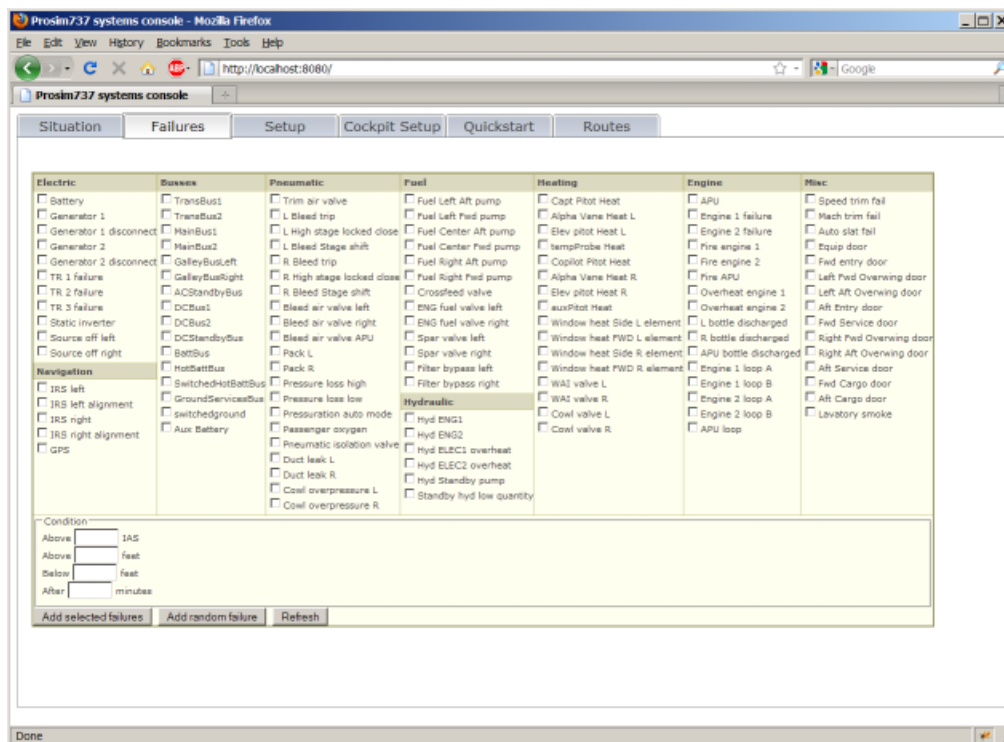 Prosim737 systems console - Mozilla Firefox
File Edit View History Bookmarks Tools Help
ABP http://localhost:8080/ Google
Prosim737 systems console
Situation Failures Setup Cockpit Setup Quickstart Routes
Electric
Battery
Generator 1
Generator 1 disconnect
Generator 2
Generator 2 disconnect
TR 1 failure
TR 2 failure
TR 3 failure
Static inverter
Source off left
Source off right
Navigation
IRS left
IRS left alignment
IRS right
IRS right alignment
GPS
Busses
TransBus1
TransBus2
MainBus1
MainBus2
GalleyBusLeft
GalleyBusRight
ACStandbyBus
DCBus1
DCBus2
DCStandbyBus
BattBus
HotBattBus
SwitchedHotBattBus
GroundServicesBus
switchedground
Aux Battery
Pneumatic
Trim air valve
L Bleed trip
L High stage locked close
L Bleed Stage shift
R Bleed trip
R High stage locked close
R Bleed Stage shift
Bleed air valve left
Bleed air valve right
Bleed air valve APU
Pack L
Pack R
Pressure loss high
Pressure loss low
Pressuration auto mode
Passenger oxygen
Pneumatic isolation valve
Duct leak L
Duct leak R
Cowl overpressure L
Cowl overpressure R
Fuel
Fuel Left Aft pump
Fuel Left Fwd pump
Fuel Center Aft pump
Fuel Center Fwd pump
Fuel Right Aft pump
Fuel Right Fwd pump
Crossfeed valve
ENG fuel valve left
ENG fuel valve right
Spar valve left
Spar valve right
Filter bypass left
Filter bypass right
Hydraulic
Hyd ENG1
Hyd ENG2
Hyd ELEC1 overheat
Hyd ELEC2 overheat
Hyd Standby pump
Standby hyd low quantity
Heating
Capt Pitot Heat
Alpha Vane Heat L
Elev pitot Heat L
tempProbe Heat
Copilot Pitot Heat
Alpha Vane Heat R
Elev pitot Heat R
auxPitot Heat
Window heat Side L element
Window heat FWD L element
Window heat Side R element
Window heat FWD R element
WAI valve L
WAI valve R
Cowl valve L
Cowl valve R
Engine
APU
Engine 1 failure
Engine 2 failure
Fire engine 1
Fire engine 2
Fire APU
Overheat engine 1
Overheat engine 2
L bottle discharged
R bottle discharged
APU bottle discharged
Engine 1 loop A
Engine 1 loop B
Engine 2 loop A
Engine 2 loop B
APU loop
Misc
Speed trim fail
Mach trim fail
Auto slat fail
Equip door
Fwd entry door
Left Fwd Overwing door
Left Aft Overwing door
Aft Entry door
Fwd Service door
Right Fwd Overwing door
Right Aft Overwing door
Aft Service door
Fwd Cargo door
Aft Cargo door
Lavatory smoke
Condition
Above IAS
Above feet
Below feet
After minutes
Add selected failures Add random failure Refresh
Done